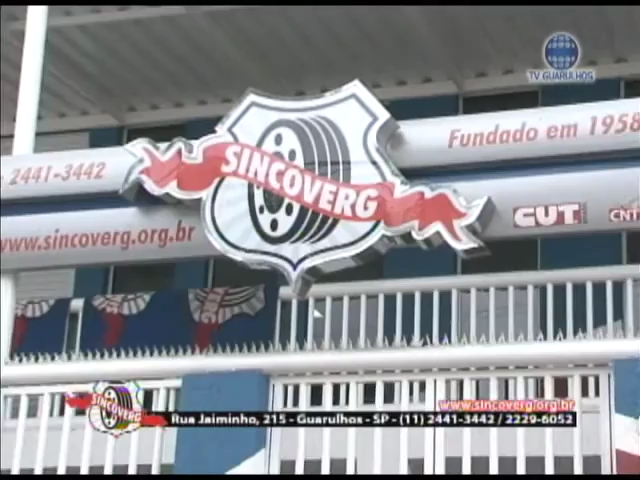 TV GUARULHOS
Fundado em 1958
2441-3442
SINCOVERG
CUT
CNT
www.sincoverg.org.br
SINCOVERG
www.sincoverg.org.br
Rua Jaiminho, 215 - Guarulhos - SP - (11) 2441-3442 / 2229-6052